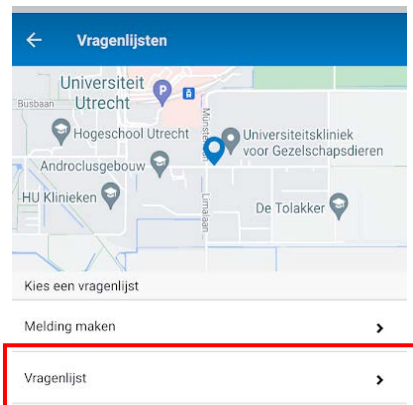 Vragenlijsten
Universiteit
Utrecht
P
Busbaan
Hogeschool Utrecht
Universiteitskliniek
voor Gezelschapsdieren
Androclusgebouw
HU Klinieken
Limalaan
De Tolakker
Kies een vragenlijst
Melding maken
Vragenlijst